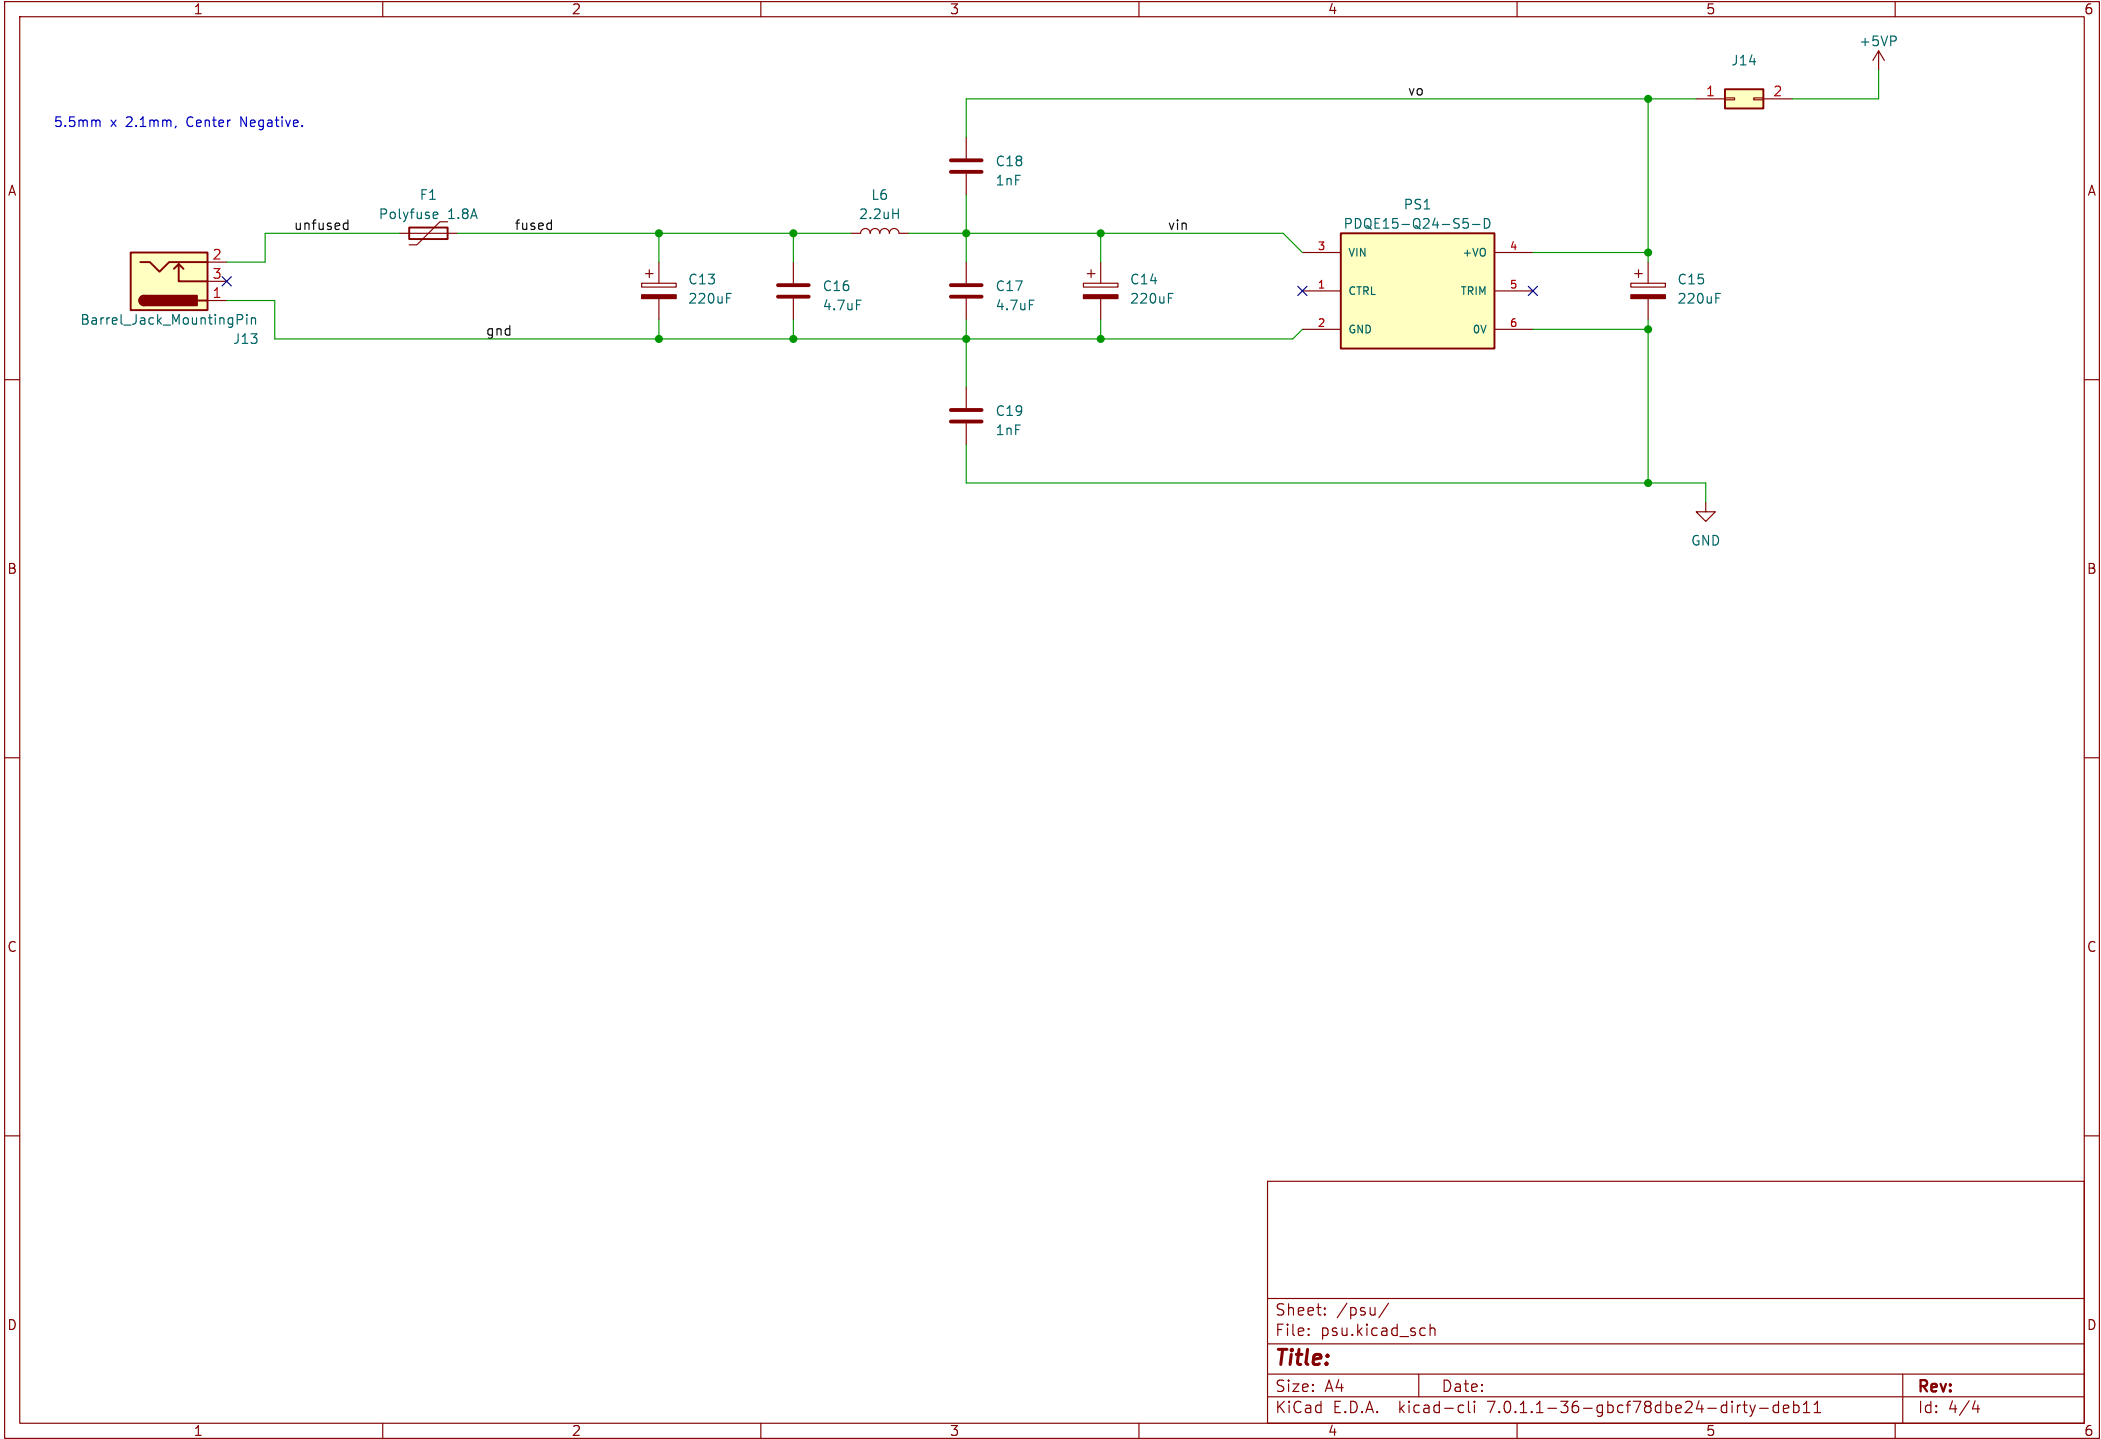 1 2 3 4 5 6
+5VP
J14
1 2
vo
5.5mm x 2.1mm, Center Negative.
C18
1nF
A A
F1
Polyfuse_1.8A
L6
2.2uH
PS1
PDQE15-Q24-S5-D
unfused
fused
vin
2
3
1
Barrel_Jack_MountingPin
J13
gnd
+
C13
220uF
C16
4.7uF
C17
4.7uF
+
C14
220uF
3 VIN +VO 4
1 CTRL TRIM 5
2 GND 0V 6
+
C15
220uF
C19
1nF
GND
B B
C C
D D
Sheet: /psu/
File: psu.kicad_sch
Title:
Size: A4 Date: Rev:
KiCad E.D.A. kicad-cli 7.0.1.1-36-gbcf78dbe24-dirty-deb11 Id: 4/4
1 2 3 4 5 6